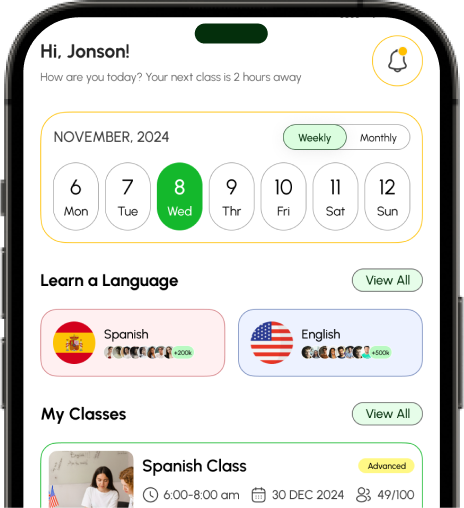 Hi, Jonson!
How are you today? Your next class is 2 hours away
NOVEMBER, 2024 Weekly Monthly
6 7 8 9 10 11 12
Mon Tue Wed Thr Fri Sat Sun
Learn a Language View All
Spanish English
+200k +500k
My Classes View All
Spanish Class Advanced
6:00-8:00 am 30 DEC 2024 49/100